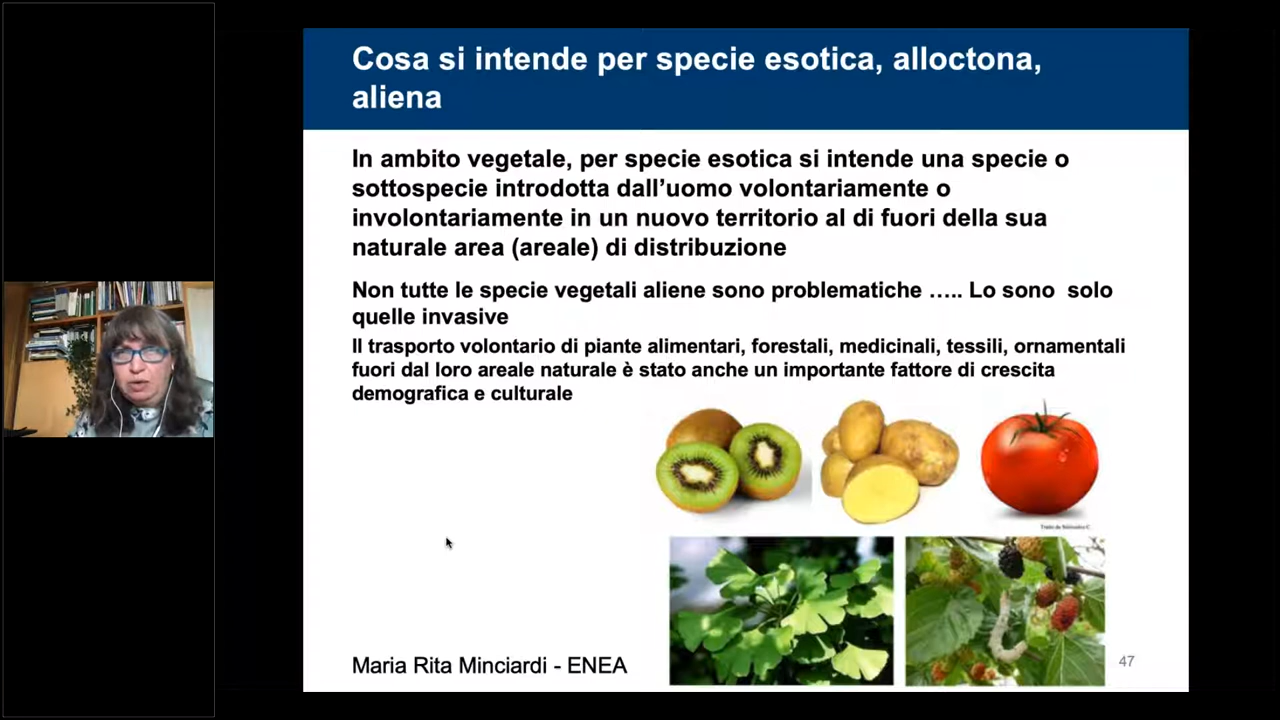 Cosa si intende per specie esotica, alloctona,
aliena
In ambito vegetale, per specie esotica si intende una specie o
sottospecie introdotta dall’uomo volontariamente o
involontariamente in un nuovo territorio al di fuori della sua
naturale area (areale) di distribuzione
Non tutte le specie vegetali aliene sono problematiche ….. Lo sono solo
quelle invasive
Il trasporto volontario di piante alimentari, forestali, medicinali, tessili, ornamentali
fuori dal loro areale naturale è stato anche un importante fattore di crescita
demografica e culturale
Maria Rita Minciardi - ENEA
47